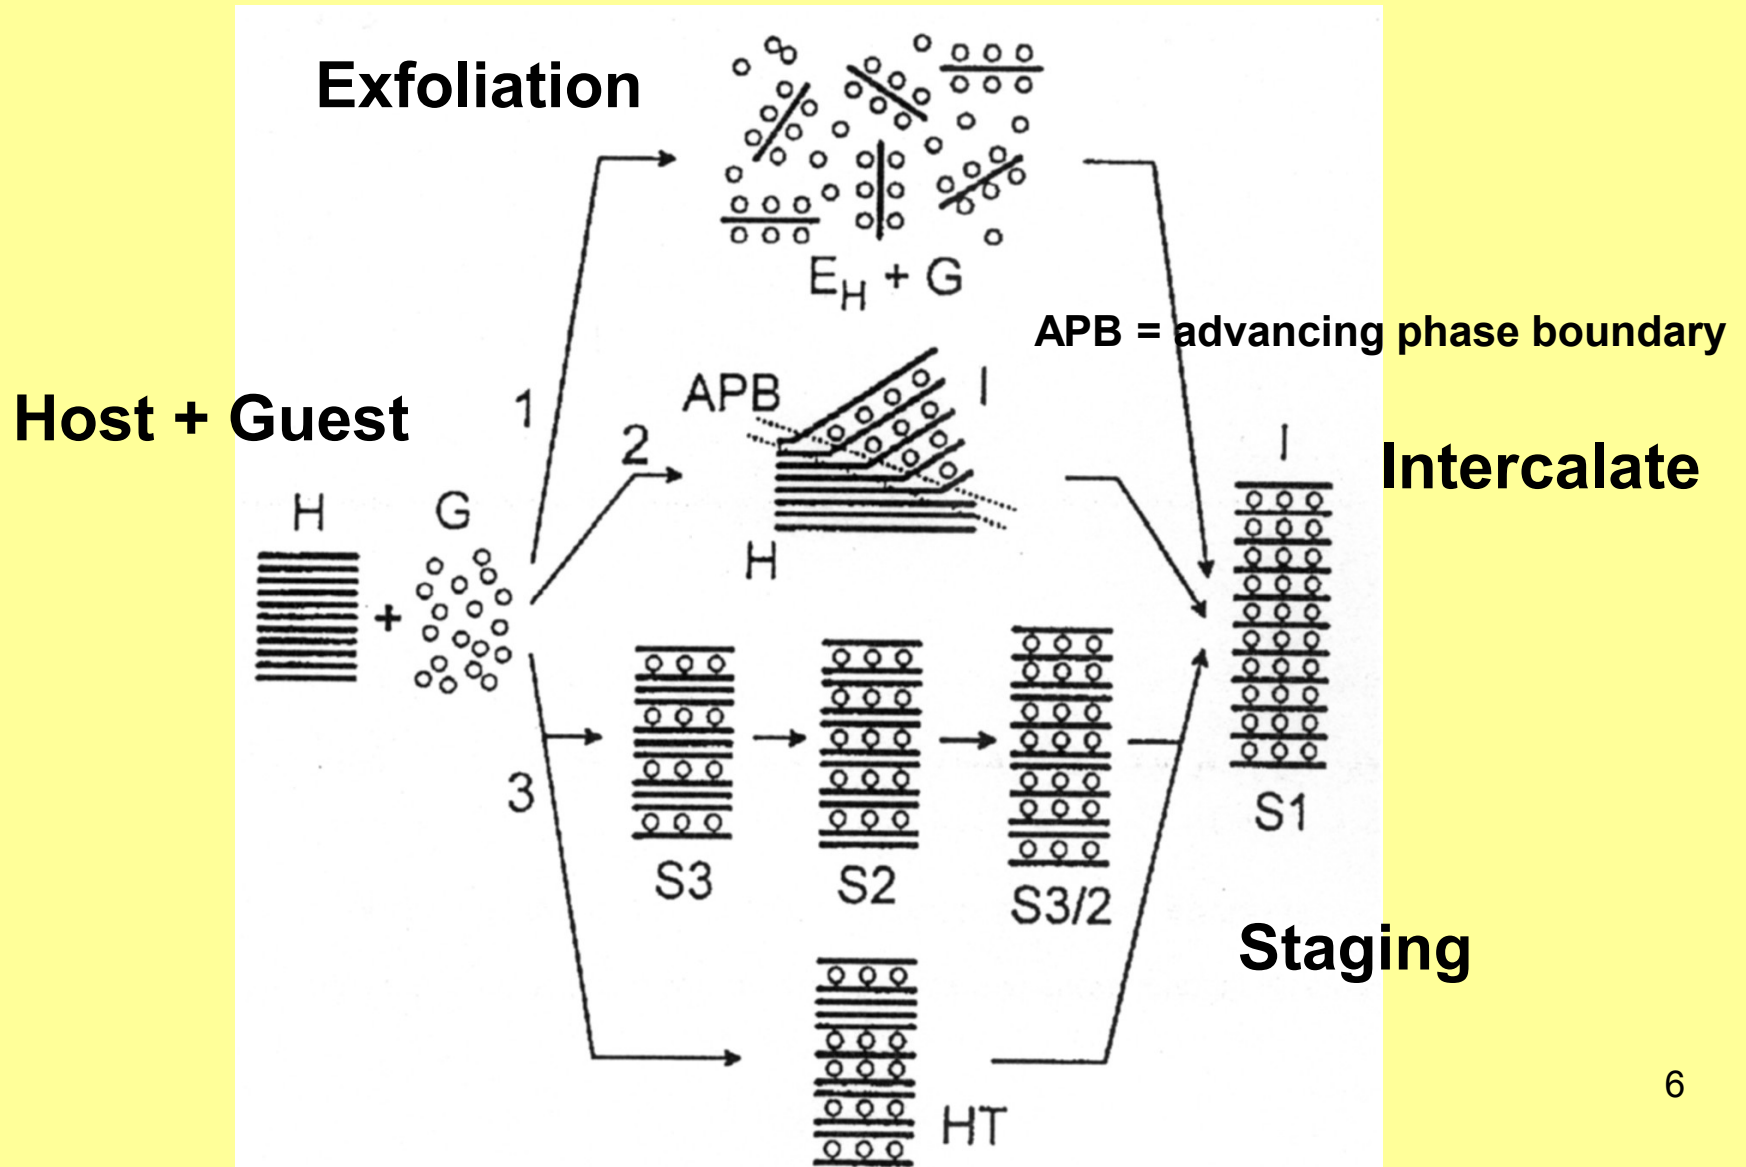 Exfoliation
E_H + G
APB = advancing phase boundary
Host + Guest
1
2
APB
I
H
I
Intercalate
H
G
+
3
S3
S2
S3/2
S1
Staging
HT
6